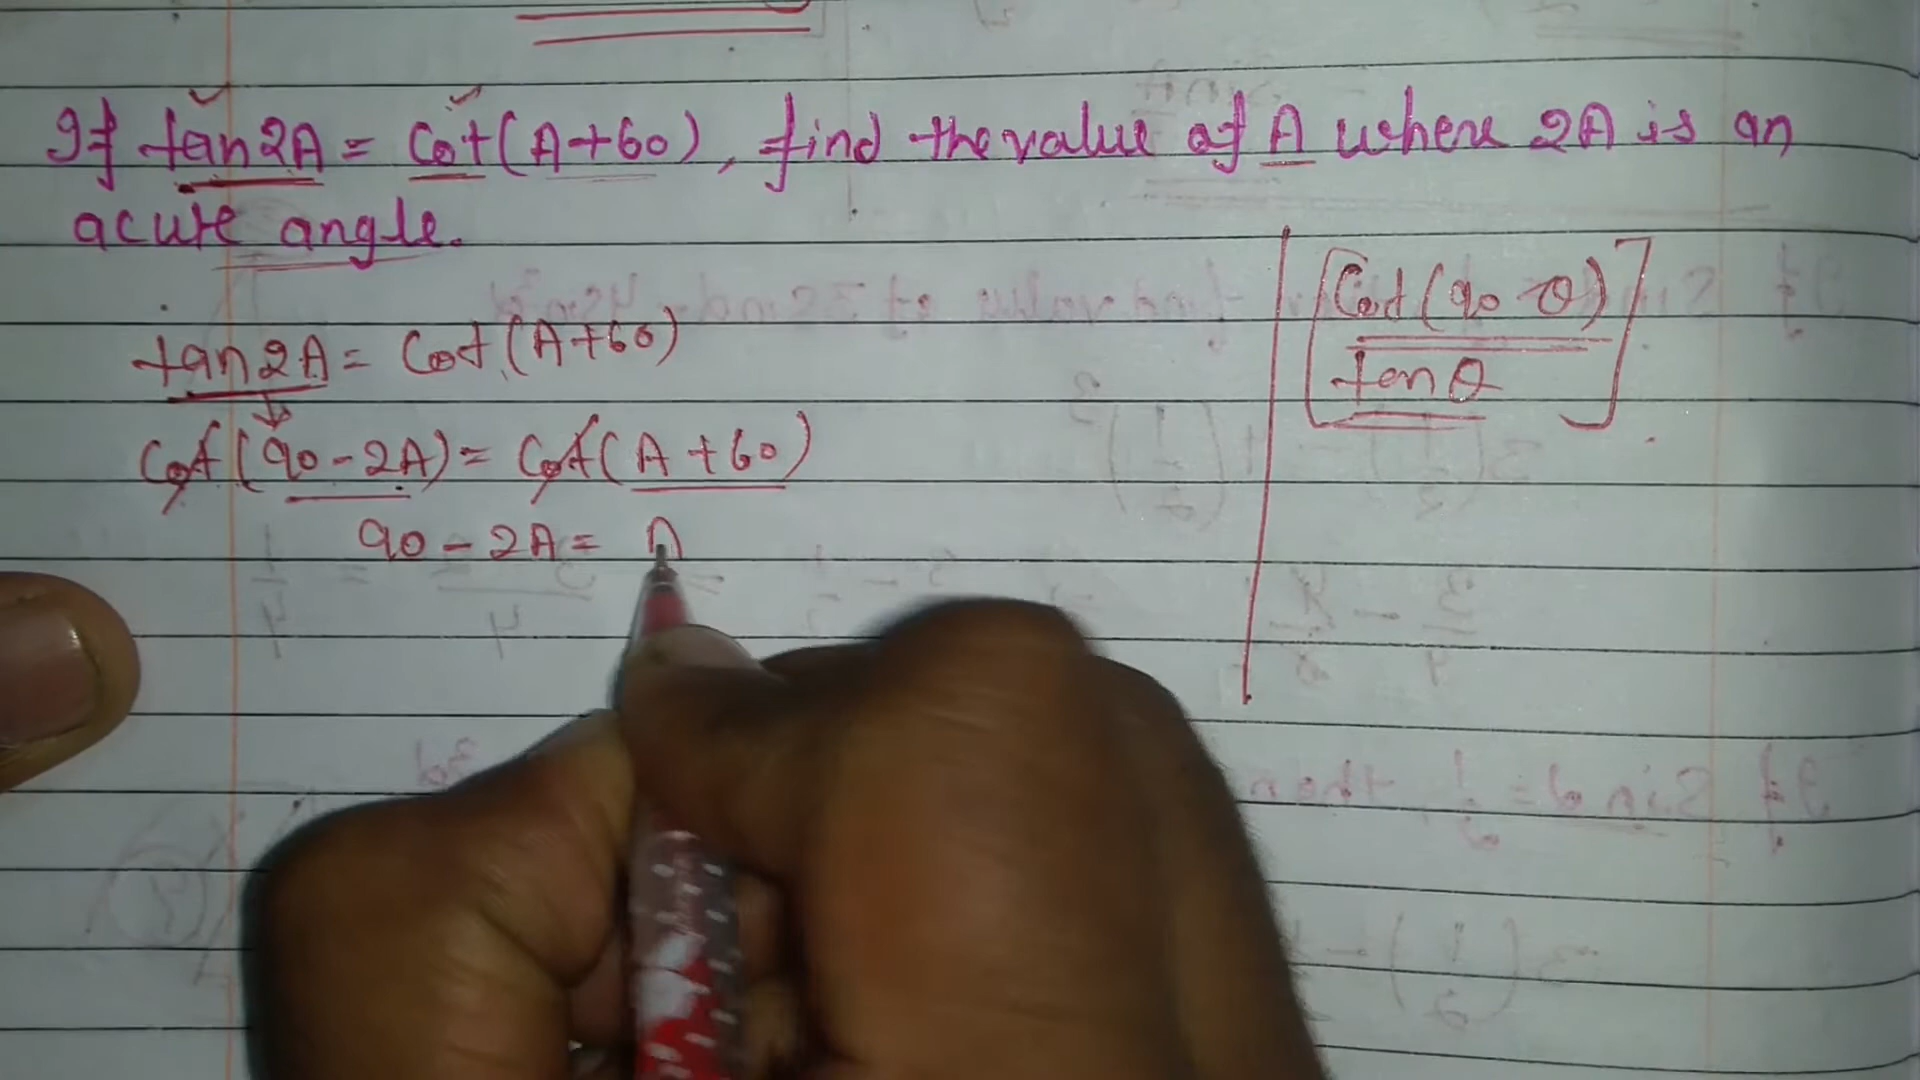 If tan2A = Cot(A+60), find the value of A where 2A is an
acute angle.
tan2A = Cot(A+60)
Cot(90-2A) = Cot(A+60)
90-2A = A
Cot(90-θ)
tanθ